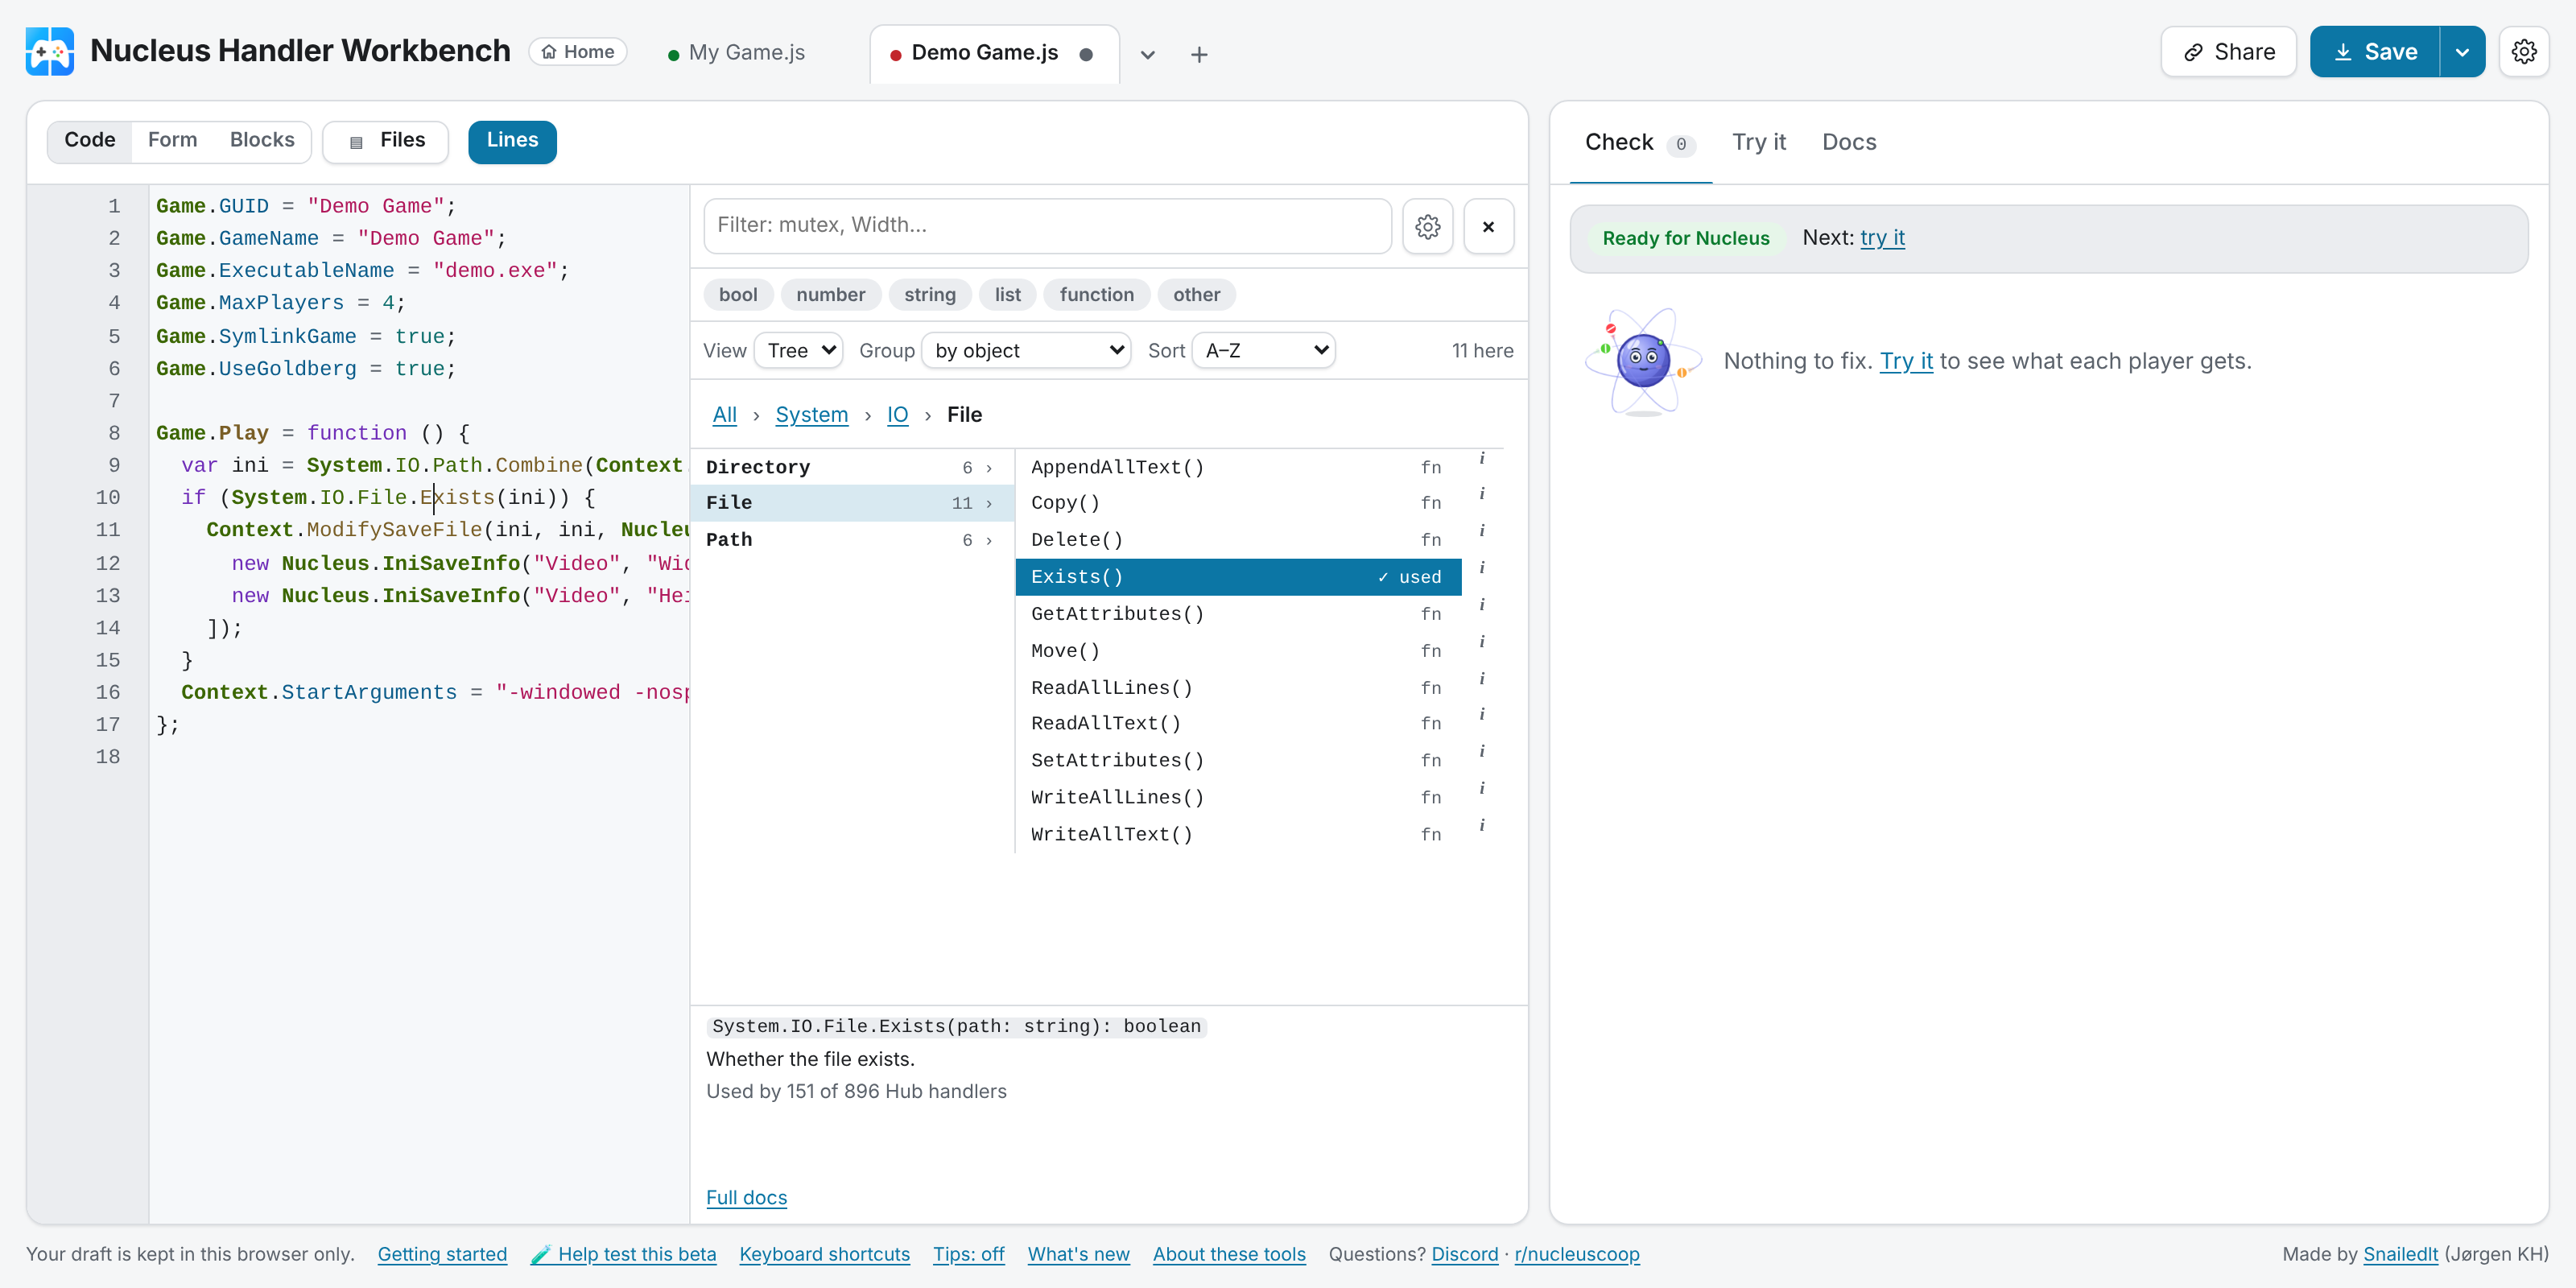 Nucleus Handler Workbench
Home
My Game.js
Demo Game.js
Share
Save
Code
Form
Blocks
Files
Lines
1 Game.GUID = "Demo Game";
2 Game.GameName = "Demo Game";
3 Game.ExecutableName = "demo.exe";
4 Game.MaxPlayers = 4;
5 Game.SymlinkGame = true;
6 Game.UseGoldberg = true;
7
8 Game.Play = function () {
9 var ini = System.IO.Path.Combine(Context.
10 if (System.IO.File.Exists(ini)) {
11 Context.ModifySaveFile(ini, ini, Nucleu
12 new Nucleus.IniSaveInfo("Video", "Wid
13 new Nucleus.IniSaveInfo("Video", "Hei
14 ]);
15 }
16 Context.StartArguments = "-windowed -nosp
17 };
18
Filter: mutex, Width...
×
bool
number
string
list
function
other
View Tree Group by object Sort A–Z 11 here
All › System › IO › File
Directory 6 ›
File 11 ›
Path 6 ›
AppendAllText() fn i
Copy() fn i
Delete() fn i
Exists() ✓ used i
GetAttributes() fn i
Move() fn i
ReadAllLines() fn i
ReadAllText() fn i
SetAttributes() fn i
WriteAllLines() fn i
WriteAllText() fn i
System.IO.File.Exists(path: string): boolean
Whether the file exists.
Used by 151 of 896 Hub handlers
Full docs
Check 0
Try it
Docs
Ready for Nucleus Next: try it
Nothing to fix. Try it to see what each player gets.
Your draft is kept in this browser only. Getting started Help test this beta Keyboard shortcuts Tips: off What's new About these tools Questions? Discord · r/nucleuscoop
Made by SnailedIt (Jørgen KH)